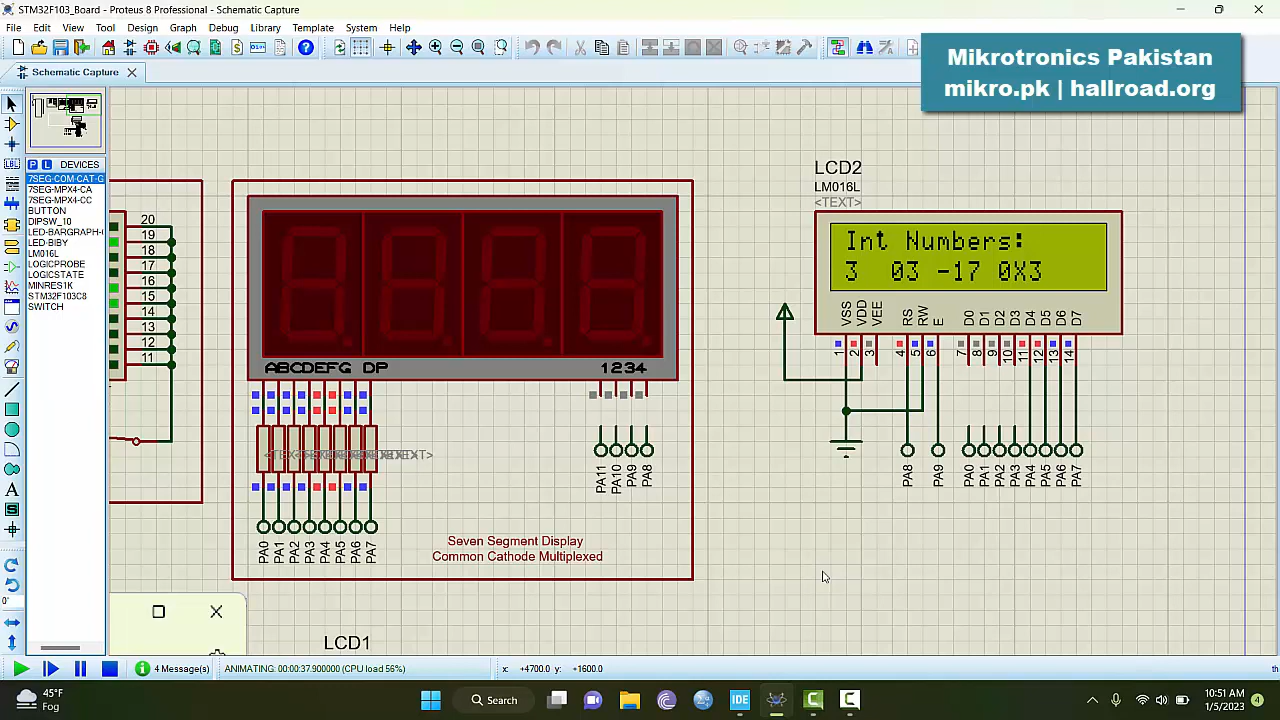 STM32F103_Board - Proteus 8 Professional - Schematic Capture
File Edit View Tool Design Graph Debug Library Template System Help
Schematic Capture
Mikrotronics Pakistan
mikro.pk | hallroad.org
P L DEVICES
7SEG-COM-CAT-G
7SEG-MPX4-CA
7SEG-MPX4-CC
BUTTON
DIPSW_10
LED-BARGRAPH-
LED-BIBY
LM016L
LOGICPROBE
LOGICSTATE
MINRES1K
STM32F103C8
SWITCH
20
19
18
17
16
15
14
13
12
11
ABCDEFG DP
1234
PA0 PA1 PA2 PA3 PA4 PA5 PA6 PA7
PA11 PA10 PA9 PA8
Seven Segment Display
Common Cathode Multiplexed
LCD1
LCD2
LM016L
<TEXT>
Int Numbers:
3 03 -17 0X3
VSS VDD VEE RS RW E D0 D1 D2 D3 D4 D5 D6 D7
1 2 3 4 5 6 7 8 9 10 11 12 13 14
PA8 PA9 PA0 PA1 PA2 PA3 PA4 PA5 PA6 PA7
4 Message(s)
ANIMATING: 00:00:37.900000 (CPU load 56%)
x: +4700.0 y: +1600.0
th
45°F
Fog
Search
IDE
10:51 AM
1/5/2023
4